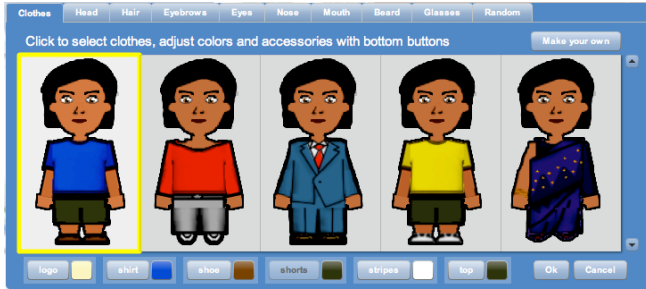 Clothes Head Hair Eyebrows Eyes Nose Mouth Beard Glasses Random
Click to select clothes, adjust colors and accessories with bottom buttons Make your own
logo shirt shoe shorts stripes top Ok Cancel